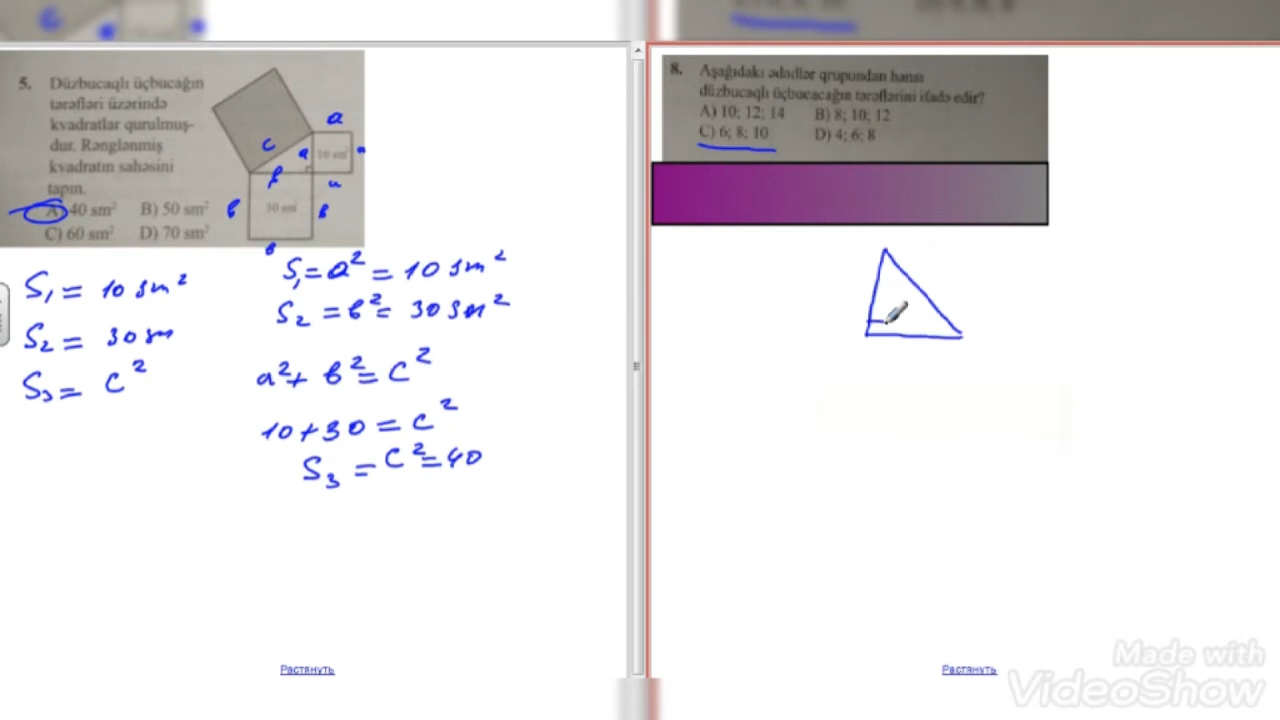 5. Düzbucaqlı üçbucağın
tərəfləri üzərində
kvadratlar qurulmuş-
dur. Rənglənmiş
kvadratın sahəsini
tapın.
A) 40 sm² B) 50 sm²
C) 60 sm² D) 70 sm²
a
c
a
10 sm²
a
в
в
30 sm²
в
в
S₁ = 10 sm²
S₂ = 30 sm
S₃ = c²
S₁ = a² = 10 sm²
S₂ = в² = 30 sm²
a² + в² = c²
10 + 30 = c²
S₃ = c² = 40
Растянуть
8. Aşağıdakı ədədlər qrupundan hansı
düzbucaqlı üçbucacağın tərəflərini ifadə edir?
A) 10; 12; 14 B) 8; 10; 12
C) 6; 8; 10 D) 4; 6; 8
Растянуть
Made with
VideoShow